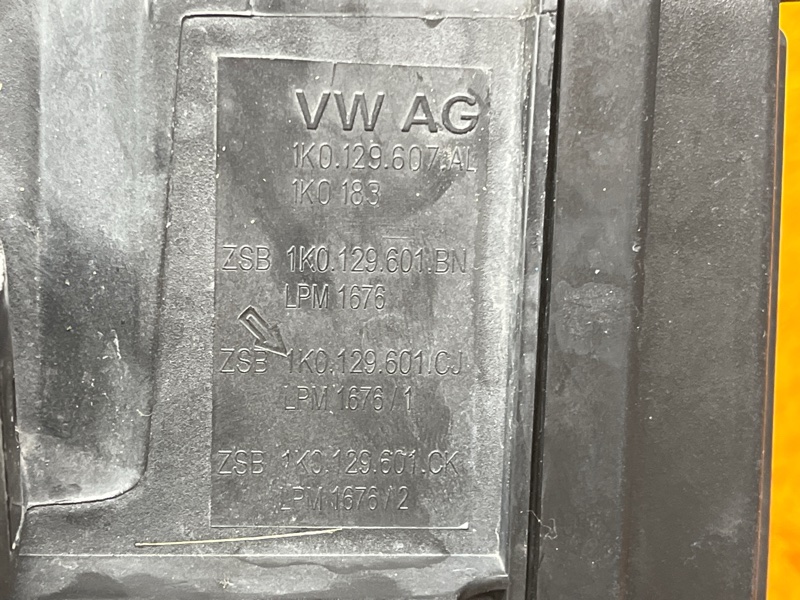 VW AG
1K0.129.607.AL
1K0 183
ZSB 1K0.129.601.BN
LPM 1676
ZSB 1K0.129.601.CJ
LPM 1676/1
ZSB 1K0.129.601.CK
LPM 1676/2